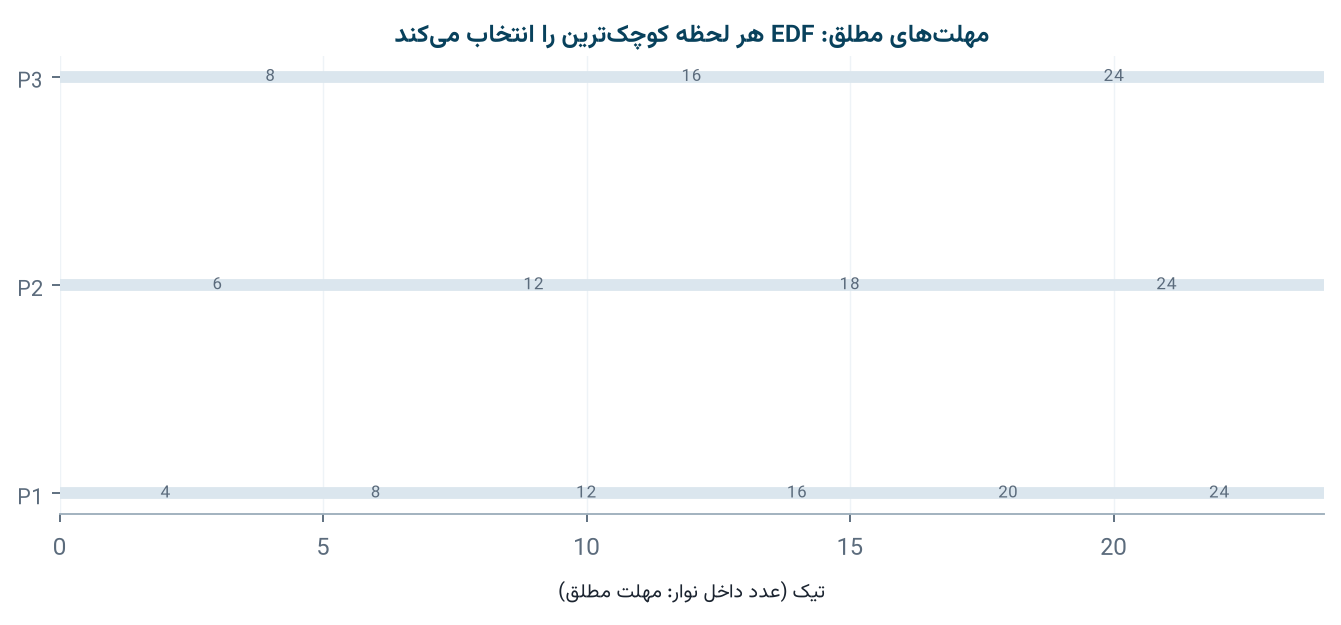 مهلت‌های مطلق: EDF هر لحظه کوچک‌ترین را انتخاب می‌کند
P3
8 16 24
P2
6 12 18 24
P1
4 8 12 16 20 24
0 5 10 15 20
تیک (عدد داخل نوار: مهلت مطلق)